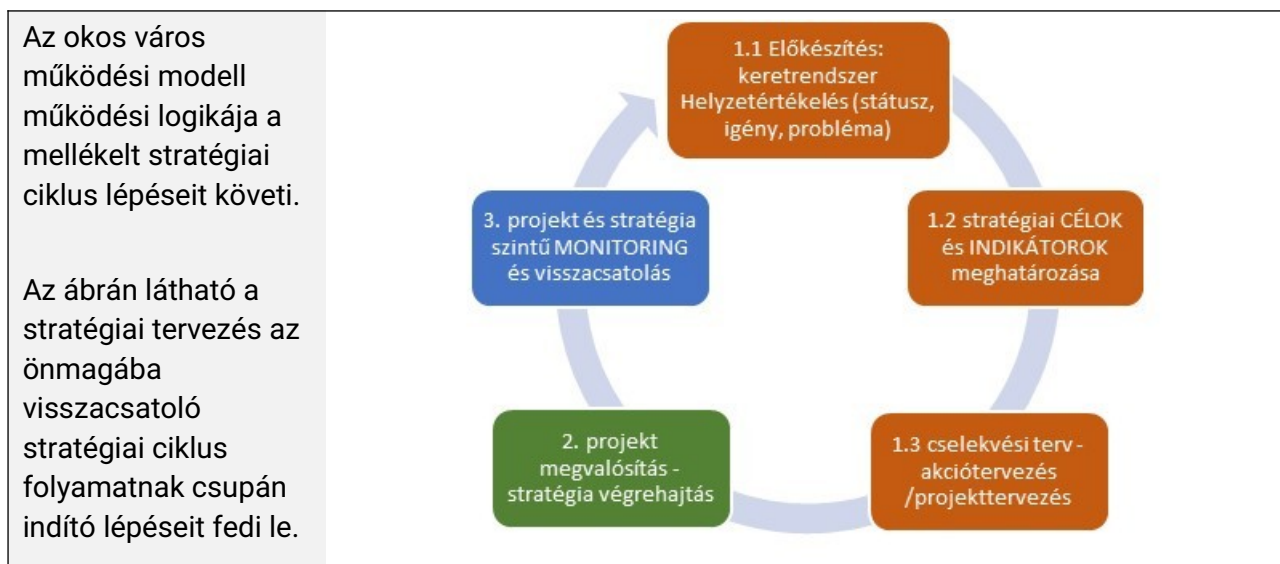 Az okos város
működési modell
működési logikája a
mellékelt stratégiai
ciklus lépéseit követi.
Az ábrán látható a
stratégiai tervezés az
önmagába
visszacsatoló
stratégiai ciklus
folyamatnak csupán
indító lépéseit fedi le.
1.1 Előkészítés:
keretrendszer
Helyzetértékelés (státusz,
igény, probléma)
1.2 stratégiai CÉLOK
és INDIKÁTOROK
meghatározása
1.3 cselekvési terv -
akciótervezés
/projekttervezés
2. projekt
megvalósítás -
stratégia végrehajtás
3. projekt és stratégia
szintű MONITORING
és visszacsatolás